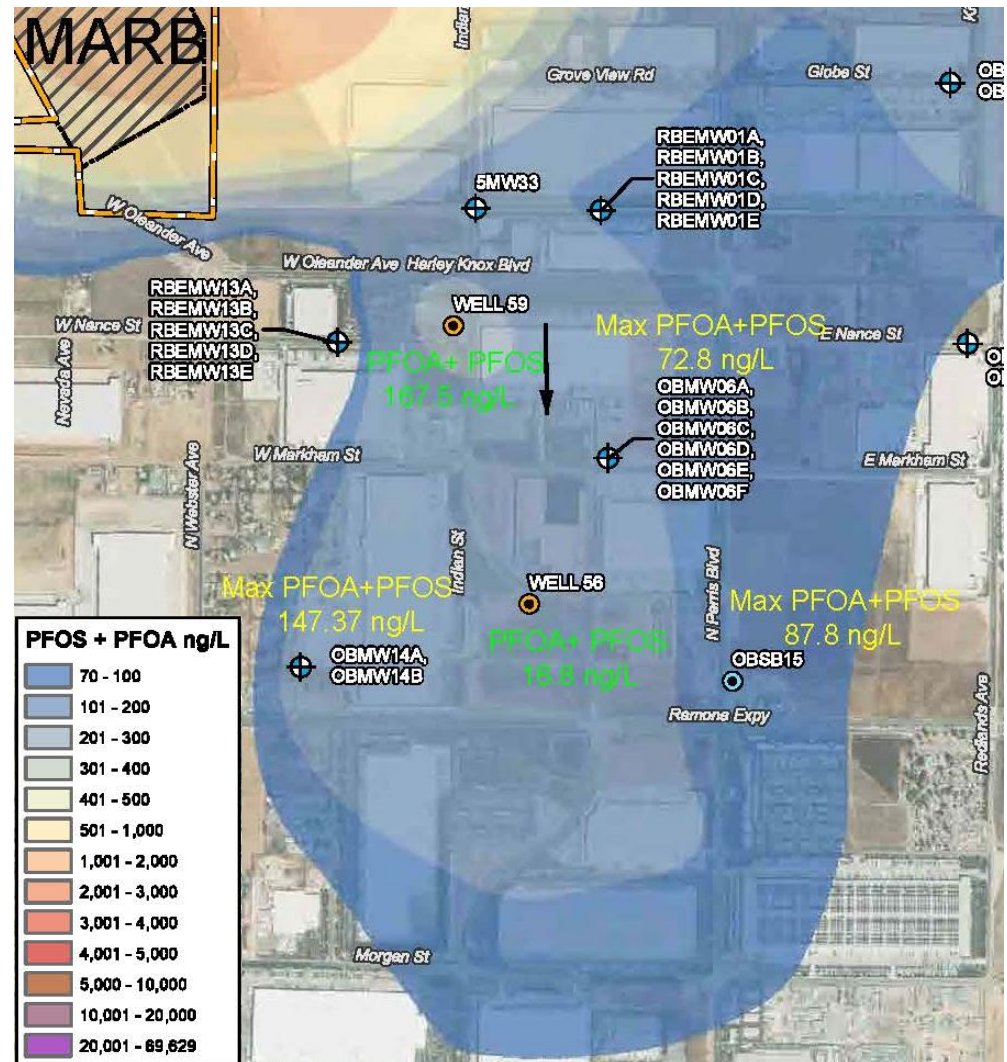 MARB
Indian
Grove View Rd
Globe St
OB
OB
RBEMW01A,
RBEMW01B,
RBEMW01C,
RBEMW01D,
RBEMW01E
5MW33
W Oleander Ave
W Oleander Ave Harley Knox Blvd
RBEMW13A,
RBEMW13B,
RBEMW13C,
RBEMW13D,
RBEMW13E
W Nance St
Nevada Ave
WELL 59
PFOA+ PFOS
Max PFOA+PFOS
72.8 ng/L
E Nance St
OBMW06A,
OBMW06B,
OBMW06C,
OBMW06D,
OBMW06E,
OBMW06F
W Markham St
E Markham St
N Webster Ave
Indian St
N Perris Blvd
WELL 56
Max PFOA+PFOS
147.37 ng/L
PFOA+ PFOS
16.8 ng/L
Max PFOA+PFOS
87.8 ng/L
OBMW14A,
OBMW14B
OBSB15
Ramona Expy
Redlands Ave
Morgan St
PFOS + PFOA ng/L
70 - 100
101 - 200
201 - 300
301 - 400
401 - 500
501 - 1,000
1,001 - 2,000
2,001 - 3,000
3,001 - 4,000
4,001 - 5,000
5,000 - 10,000
10,001 - 20,000
20,001 - 69,629